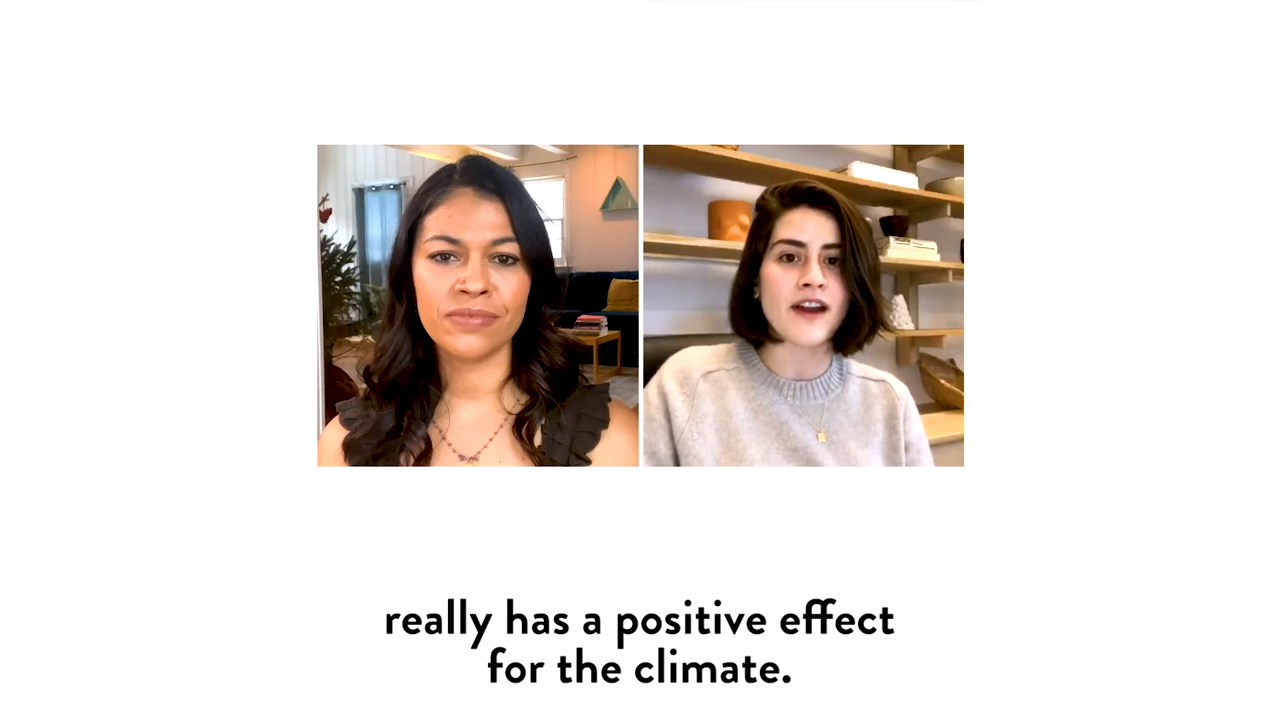 really has a positive effect
for the climate.